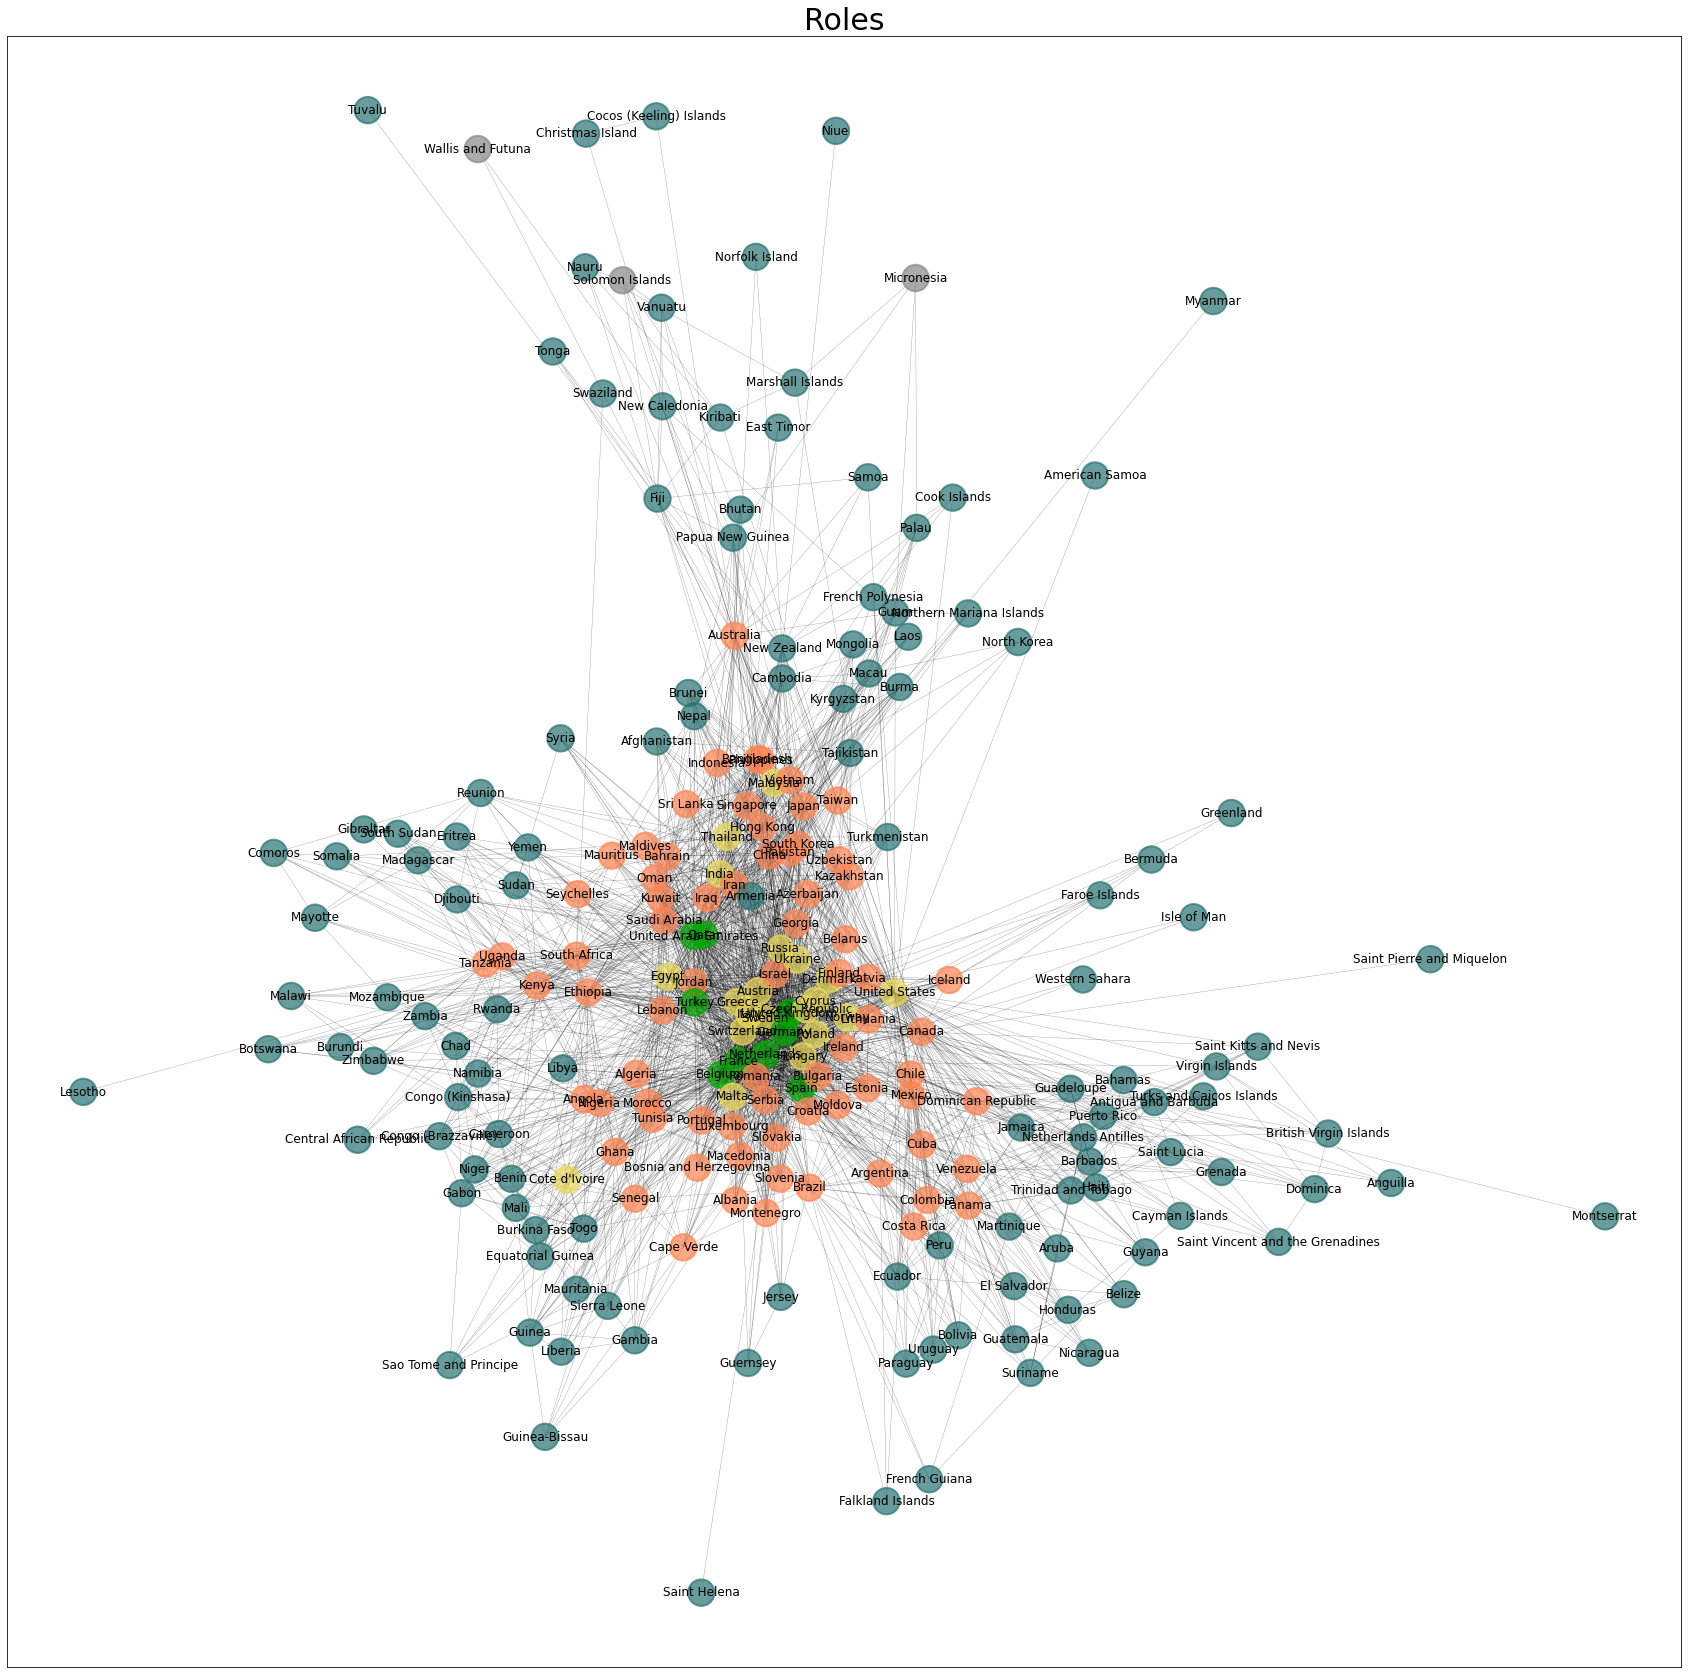 Roles
Tuvalu
Cocos (Keeling) Islands
Christmas Island
Niue
Wallis and Futuna
Norfolk Island
Nauru
Solomon Islands
Micronesia
Myanmar
Vanuatu
Tonga
Marshall Islands
Swaziland
New Caledonia
Kiribati
East Timor
Samoa
American Samoa
Fiji
Cook Islands
Bhutan
Palau
Papua New Guinea
French Polynesia
Guam
Northern Mariana Islands
Australia
Laos
North Korea
New Zealand
Mongolia
Macau
Cambodia
Burma
Brunei
Kyrgyzstan
Nepal
Syria
Afghanistan
Tajikistan
Bangladesh
Philippines
Indonesia
Vietnam
Malaysia
Reunion
Sri Lanka
Singapore
Japan
Taiwan
Greenland
Gibraltar
South Sudan
Eritrea
Hong Kong
Thailand
Turkmenistan
South Korea
Comoros
Somalia
Madagascar
Yemen
Maldives
Mauritius
Bahrain
China
Pakistan
Uzbekistan
Bermuda
India
Kazakhstan
Oman
Iran
Sudan
Seychelles
Djibouti
Kuwait
Iraq
Armenia
Azerbaijan
Faroe Islands
Mayotte
Saudi Arabia
Georgia
Isle of Man
United Arab Emirates
Qatar
Belarus
Russia
Uganda
South Africa
Tanzania
Ukraine
Saint Pierre and Miquelon
Egypt
Israel
Finland
Denmark
Latvia
Iceland
Western Sahara
Kenya
Ethiopia
Jordan
Austria
United States
Malawi
Mozambique
Rwanda
Turkey
Greece
Cyprus
Zambia
Lebanon
Czech Republic
Italy
United Kingdom
Sweden
Norway
Lithuania
Switzerland
Germany
Poland
Canada
Botswana
Burundi
Chad
Zimbabwe
Ireland
Saint Kitts and Nevis
Netherlands
Hungary
France
Libya
Virgin Islands
Namibia
Algeria
Belgium
Romania
Bulgaria
Chile
Bahamas
Lesotho
Spain
Estonia
Guadeloupe
Congo (Kinshasa)
Malta
Mexico
Turks and Caicos Islands
Angola
Nigeria
Morocco
Serbia
Moldova
Dominican Republic
Antigua and Barbuda
Croatia
Tunisia
Portugal
Puerto Rico
Luxembourg
Jamaica
Central African Republic
Congo (Brazzaville)
Cameroon
Slovakia
Netherlands Antilles
British Virgin Islands
Cuba
Ghana
Macedonia
Saint Lucia
Barbados
Bosnia and Herzegovina
Niger
Argentina
Venezuela
Grenada
Benin
Cote d'Ivoire
Slovenia
Anguilla
Gabon
Brazil
Haiti
Trinidad and Tobago
Dominica
Senegal
Albania
Colombia
Panama
Mali
Montenegro
Cayman Islands
Montserrat
Burkina Faso
Togo
Costa Rica
Martinique
Saint Vincent and the Grenadines
Cape Verde
Peru
Aruba
Guyana
Equatorial Guinea
Ecuador
Mauritania
El Salvador
Belize
Jersey
Sierra Leone
Honduras
Guinea
Gambia
Bolivia
Guatemala
Liberia
Uruguay
Nicaragua
Sao Tome and Principe
Guernsey
Paraguay
Suriname
Guinea-Bissau
French Guiana
Falkland Islands
Saint Helena